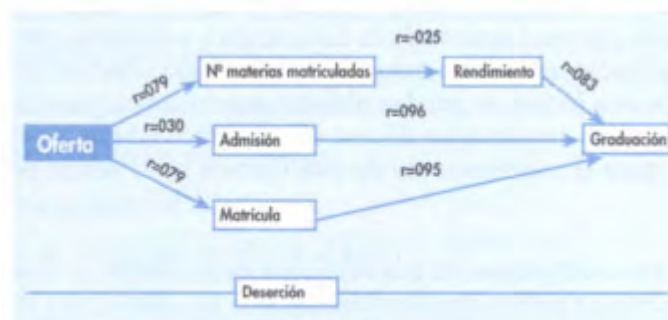 r=-025
r=079
Nº materias matriculadas
Rendimiento
r=083
r=030
r=096
Oferta
Admisión
Graduación
r=079
r=095
Matrícula
Deserción